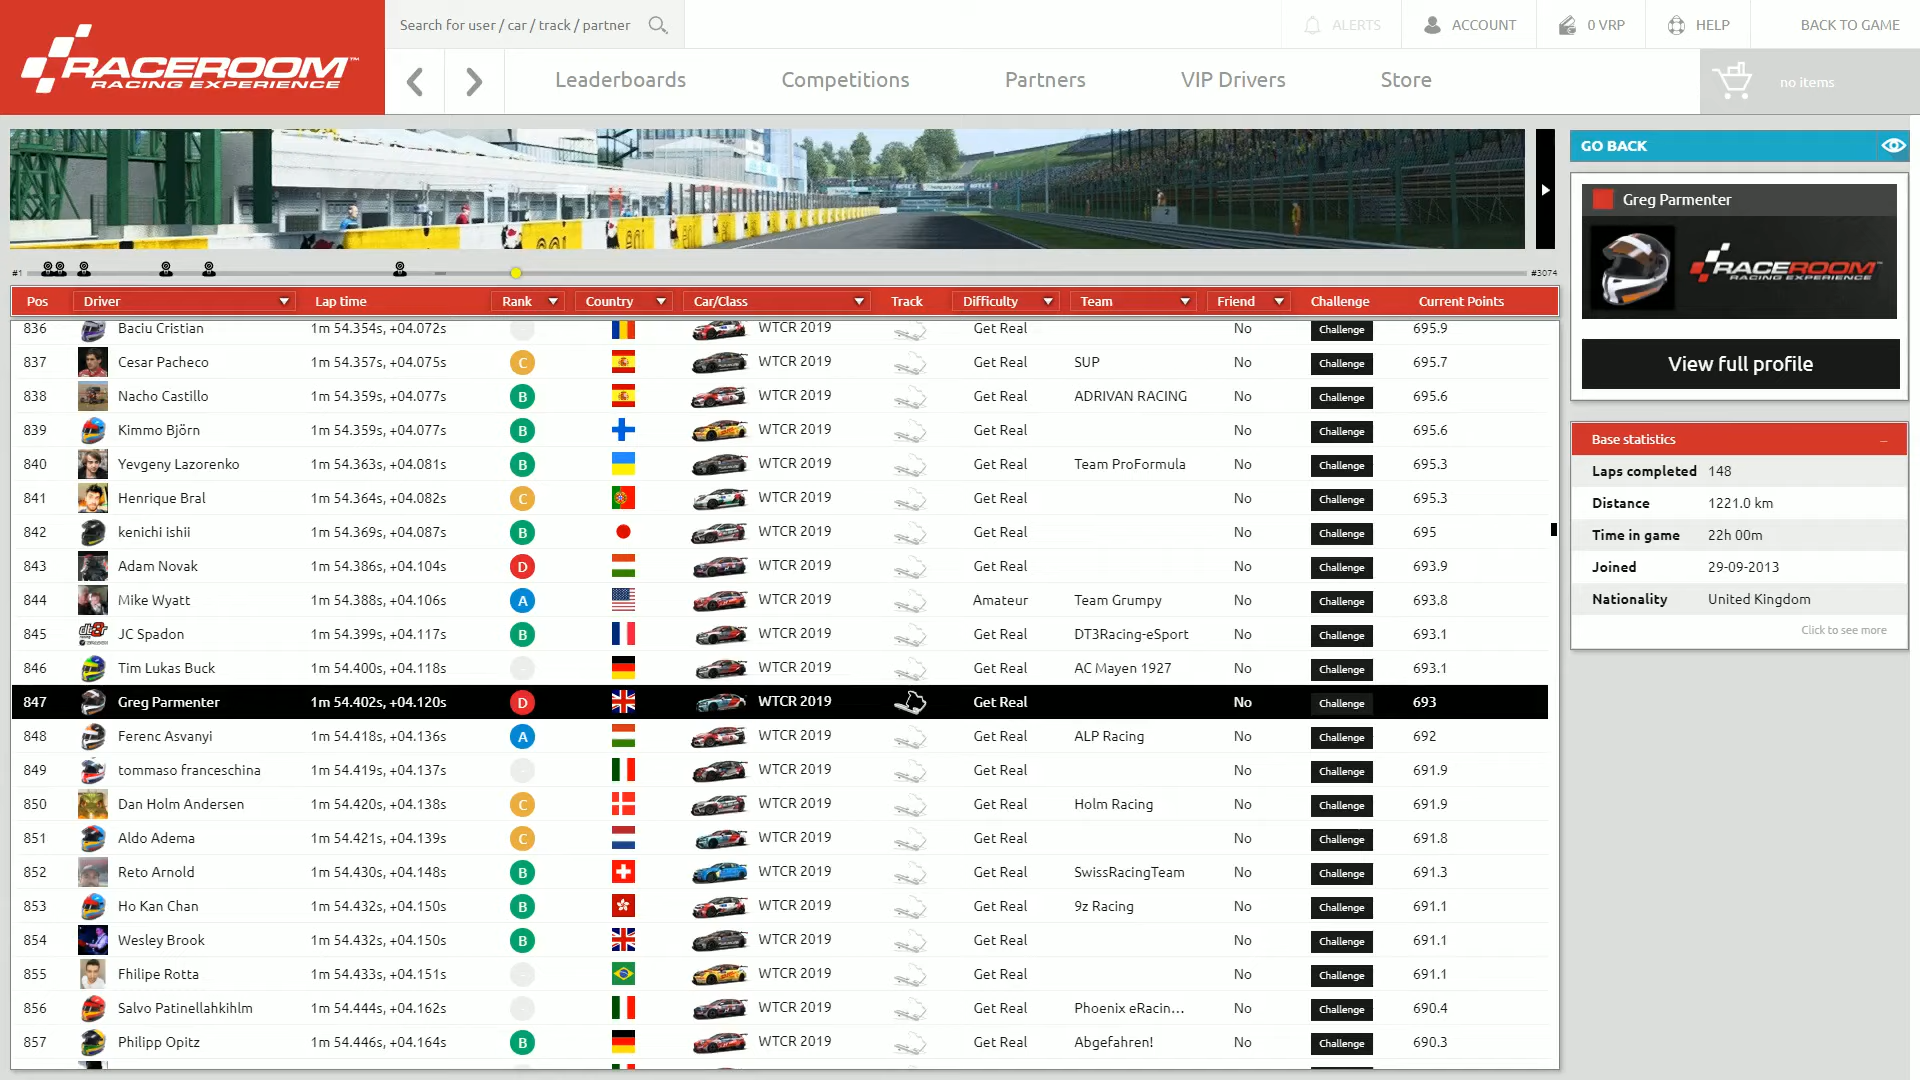 RACEROOM™
RACING EXPERIENCE
Search for user / car / track / partner
ALERTS
ACCOUNT
0 VRP
HELP
BACK TO GAME
Leaderboards Competitions Partners VIP Drivers Store
no items
GO BACK
Greg Parmenter
RACEROOM™
RACING EXPERIENCE
View full profile
Base statistics
Laps completed 148
Distance 1221.0 km
Time in game 22h 00m
Joined 29-09-2013
Nationality United Kingdom
Click to see more
#1 #3074
Pos Driver Lap time Rank Country Car/Class Track Difficulty Team Friend Challenge Current Points
836 Baciu Cristian 1m 54.354s, +04.072s WTCR 2019 Get Real No Challenge 695.9
837 Cesar Pacheco 1m 54.357s, +04.075s C WTCR 2019 Get Real SUP No Challenge 695.7
838 Nacho Castillo 1m 54.359s, +04.077s B WTCR 2019 Get Real ADRIVAN RACING No Challenge 695.6
839 Kimmo Björn 1m 54.359s, +04.077s B WTCR 2019 Get Real No Challenge 695.6
840 Yevgeny Lazorenko 1m 54.363s, +04.081s B WTCR 2019 Get Real Team ProFormula No Challenge 695.3
841 Henrique Bral 1m 54.364s, +04.082s C WTCR 2019 Get Real No Challenge 695.3
842 kenichi ishii 1m 54.369s, +04.087s B WTCR 2019 Get Real No Challenge 695
843 Adam Novak 1m 54.386s, +04.104s D WTCR 2019 Get Real No Challenge 693.9
844 Mike Wyatt 1m 54.388s, +04.106s A WTCR 2019 Amateur Team Grumpy No Challenge 693.8
845 JC Spadon 1m 54.399s, +04.117s B WTCR 2019 Get Real DT3Racing-eSport No Challenge 693.1
846 Tim Lukas Buck 1m 54.400s, +04.118s WTCR 2019 Get Real AC Mayen 1927 No Challenge 693.1
847 Greg Parmenter 1m 54.402s, +04.120s D WTCR 2019 Get Real No Challenge 693
848 Ferenc Asvanyi 1m 54.418s, +04.136s A WTCR 2019 Get Real ALP Racing No Challenge 692
849 tommaso franceschina 1m 54.419s, +04.137s WTCR 2019 Get Real No Challenge 691.9
850 Dan Holm Andersen 1m 54.420s, +04.138s C WTCR 2019 Get Real Holm Racing No Challenge 691.9
851 Aldo Adema 1m 54.421s, +04.139s C WTCR 2019 Get Real No Challenge 691.8
852 Reto Arnold 1m 54.430s, +04.148s B WTCR 2019 Get Real SwissRacingTeam No Challenge 691.3
853 Ho Kan Chan 1m 54.432s, +04.150s B WTCR 2019 Get Real 9z Racing No Challenge 691.1
854 Wesley Brook 1m 54.432s, +04.150s B WTCR 2019 Get Real No Challenge 691.1
855 Fhilipe Rotta 1m 54.433s, +04.151s WTCR 2019 Get Real No Challenge 691.1
856 Salvo Patinellahkihlm 1m 54.444s, +04.162s WTCR 2019 Get Real Phoenix eRacin... No Challenge 690.4
857 Philipp Opitz 1m 54.446s, +04.164s B WTCR 2019 Get Real Abgefahren! No Challenge 690.3